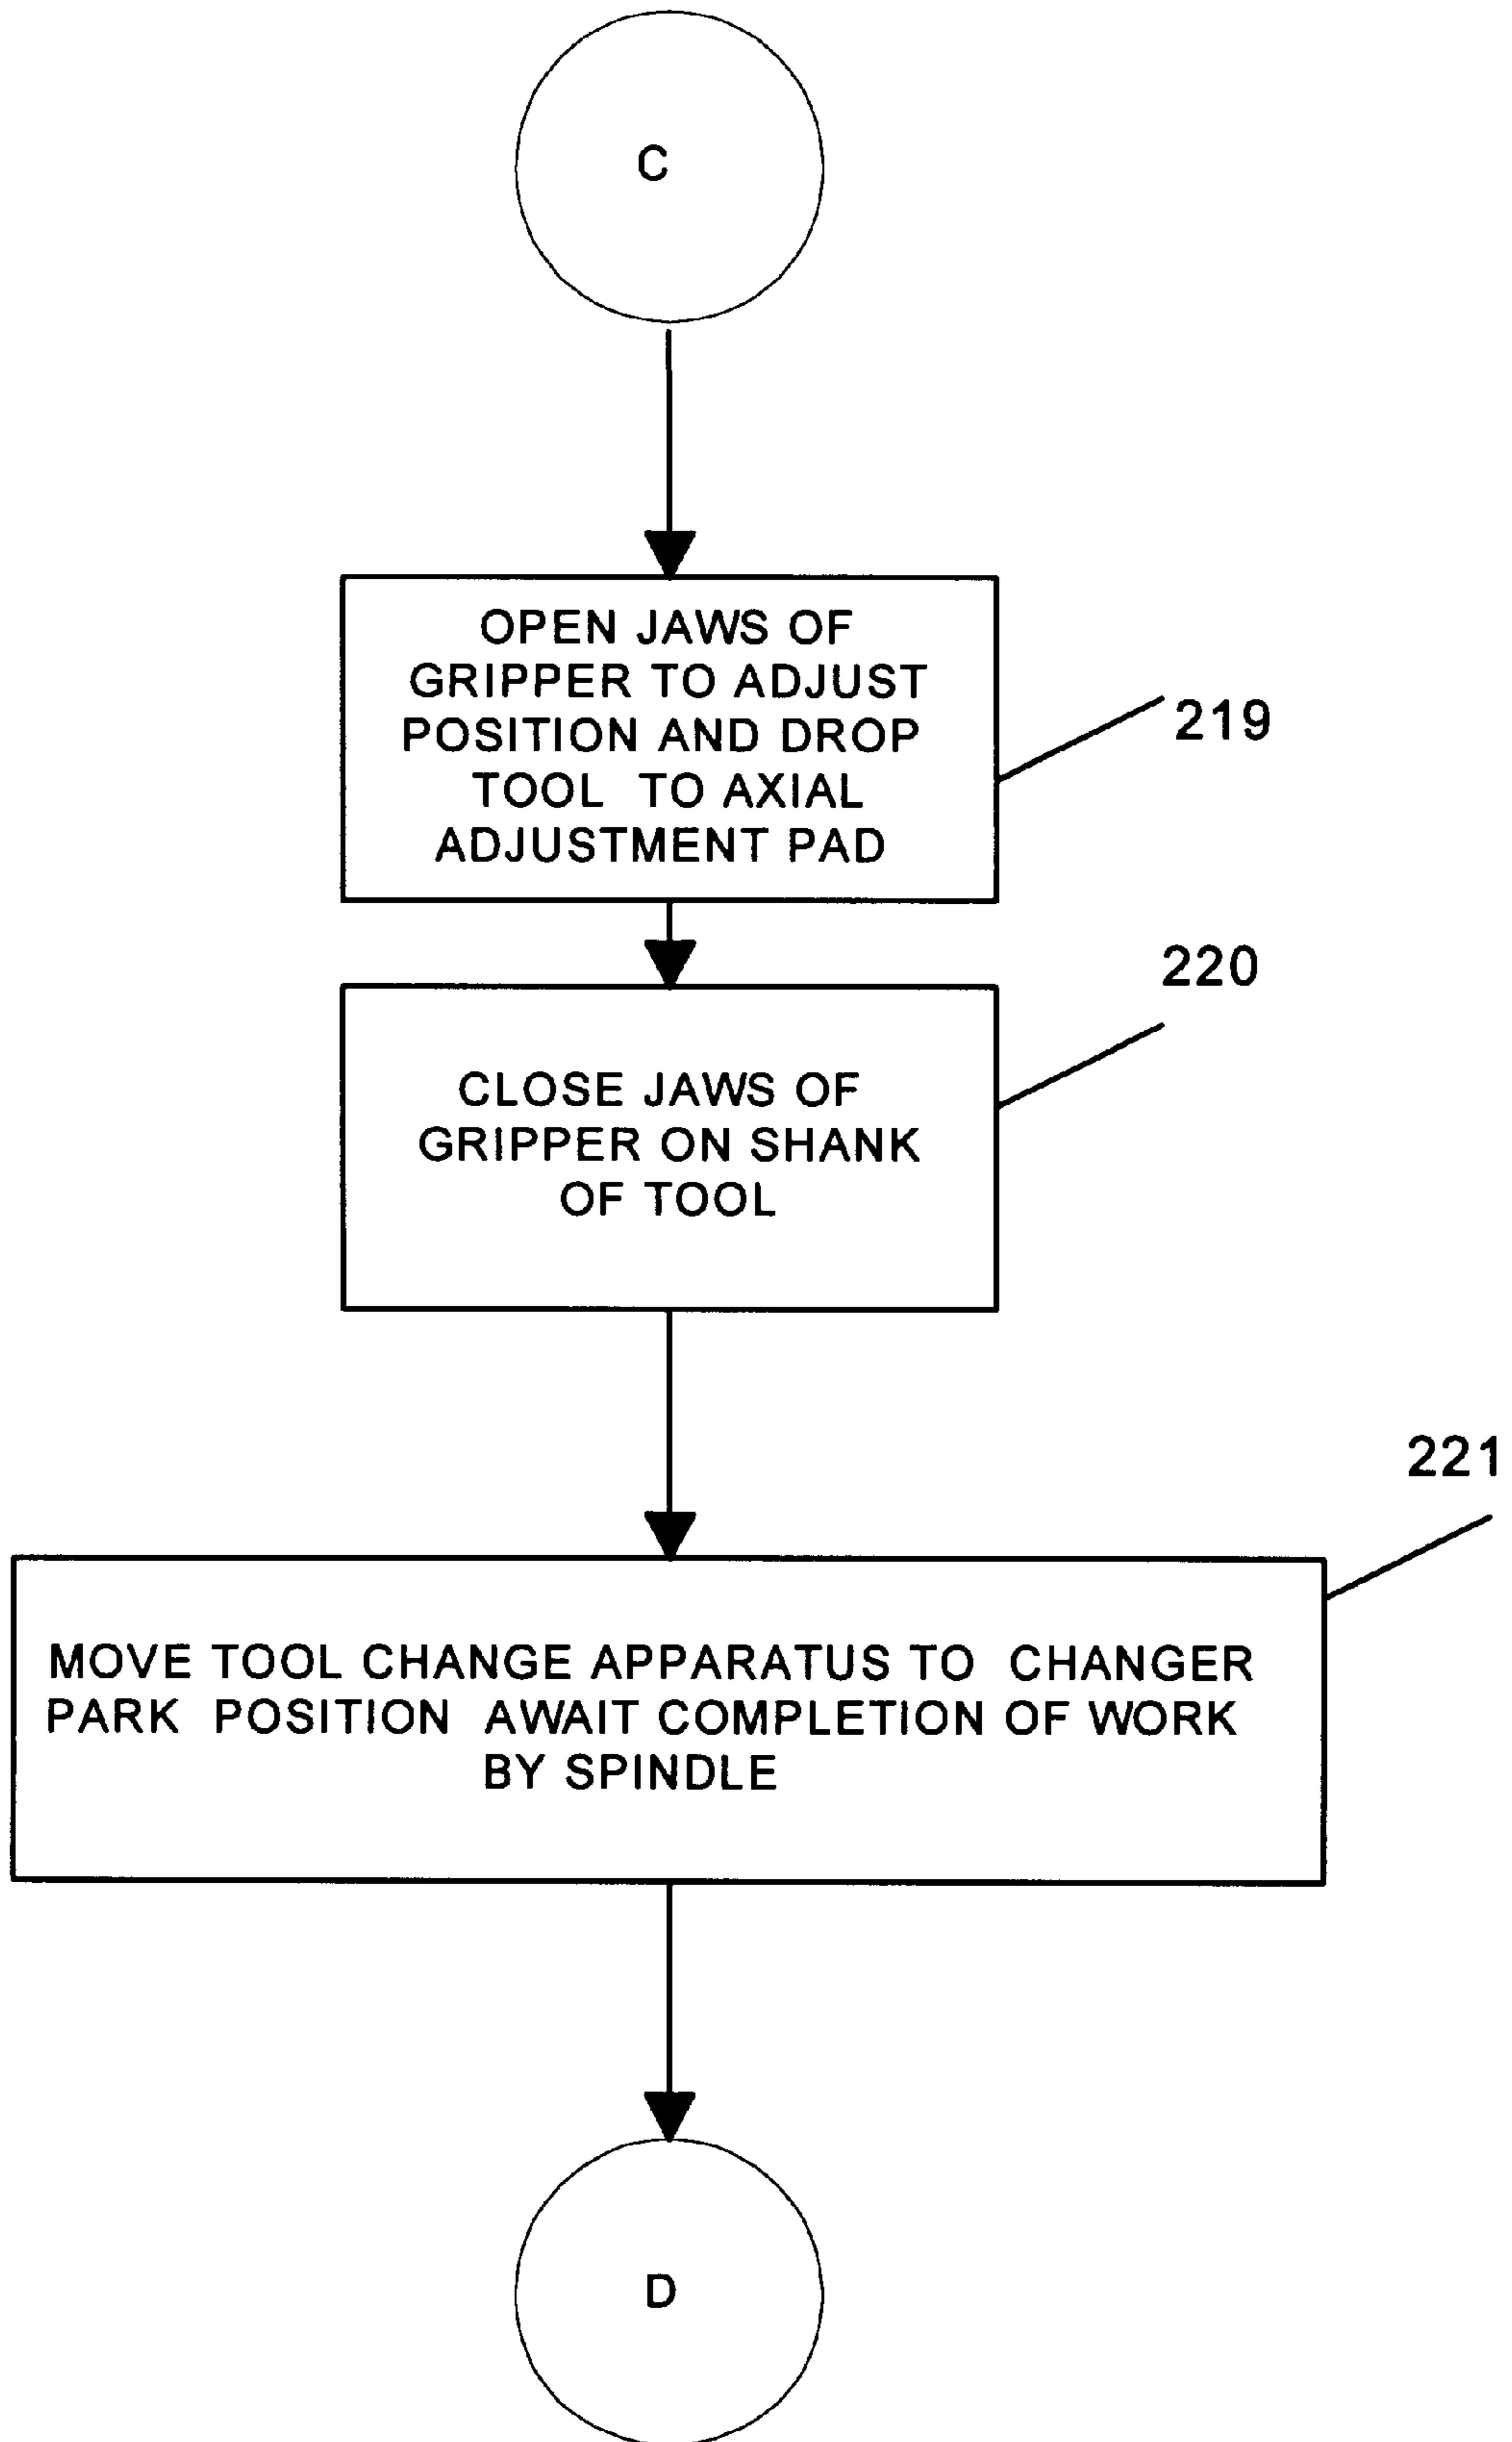 C
OPEN JAWS OF
GRIPPER TO ADJUST
POSITION AND DROP
TOOL TO AXIAL
ADJUSTMENT PAD
219
220
CLOSE JAWS OF
GRIPPER ON SHANK
OF TOOL
221
MOVE TOOL CHANGE APPARATUS TO CHANGER
PARK POSITION AWAIT COMPLETION OF WORK
BY SPINDLE
D